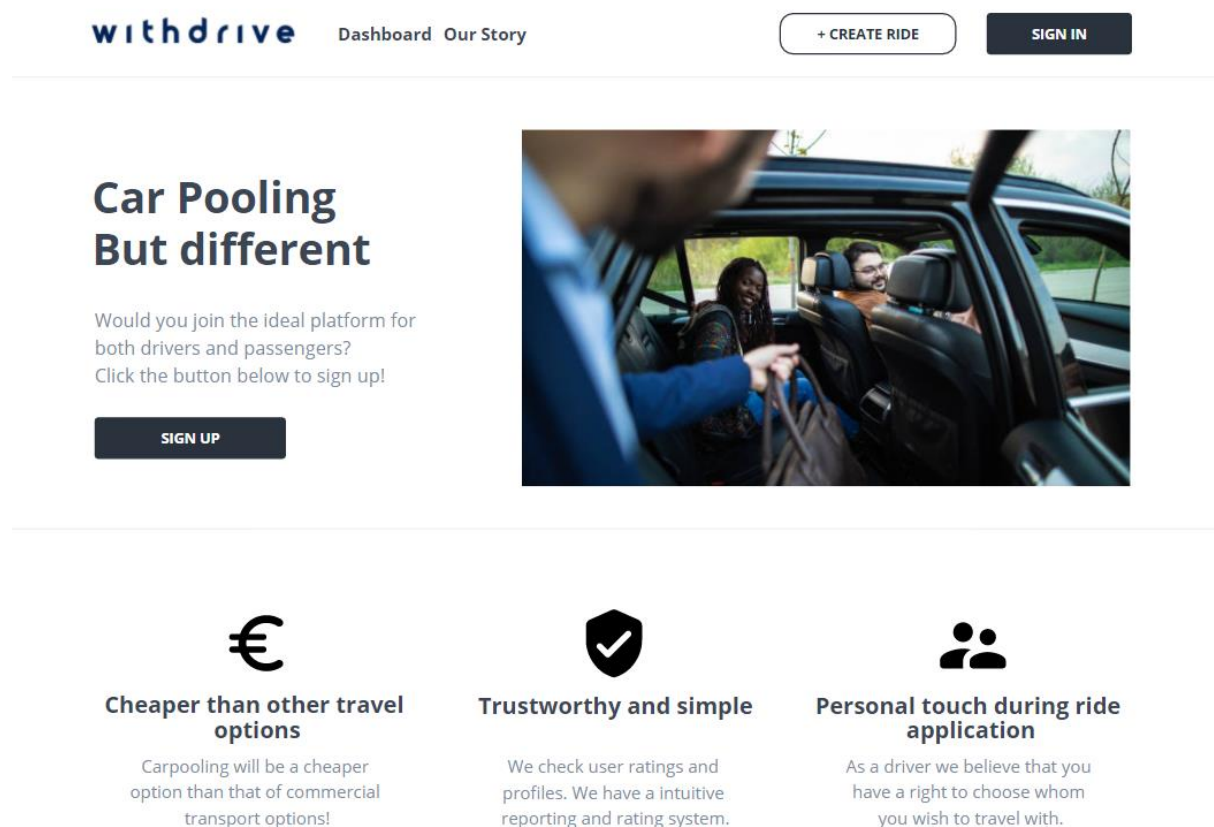 withdrive Dashboard Our Story + CREATE RIDE SIGN IN
Car Pooling
But different
Would you join the ideal platform for
both drivers and passengers?
Click the button below to sign up!
SIGN UP
Cheaper than other travel
options
Carpooling will be a cheaper
option than that of commercial
transport options!
Trustworthy and simple
We check user ratings and
profiles. We have a intuitive
reporting and rating system.
Personal touch during ride
application
As a driver we believe that you
have a right to choose whom
you wish to travel with.